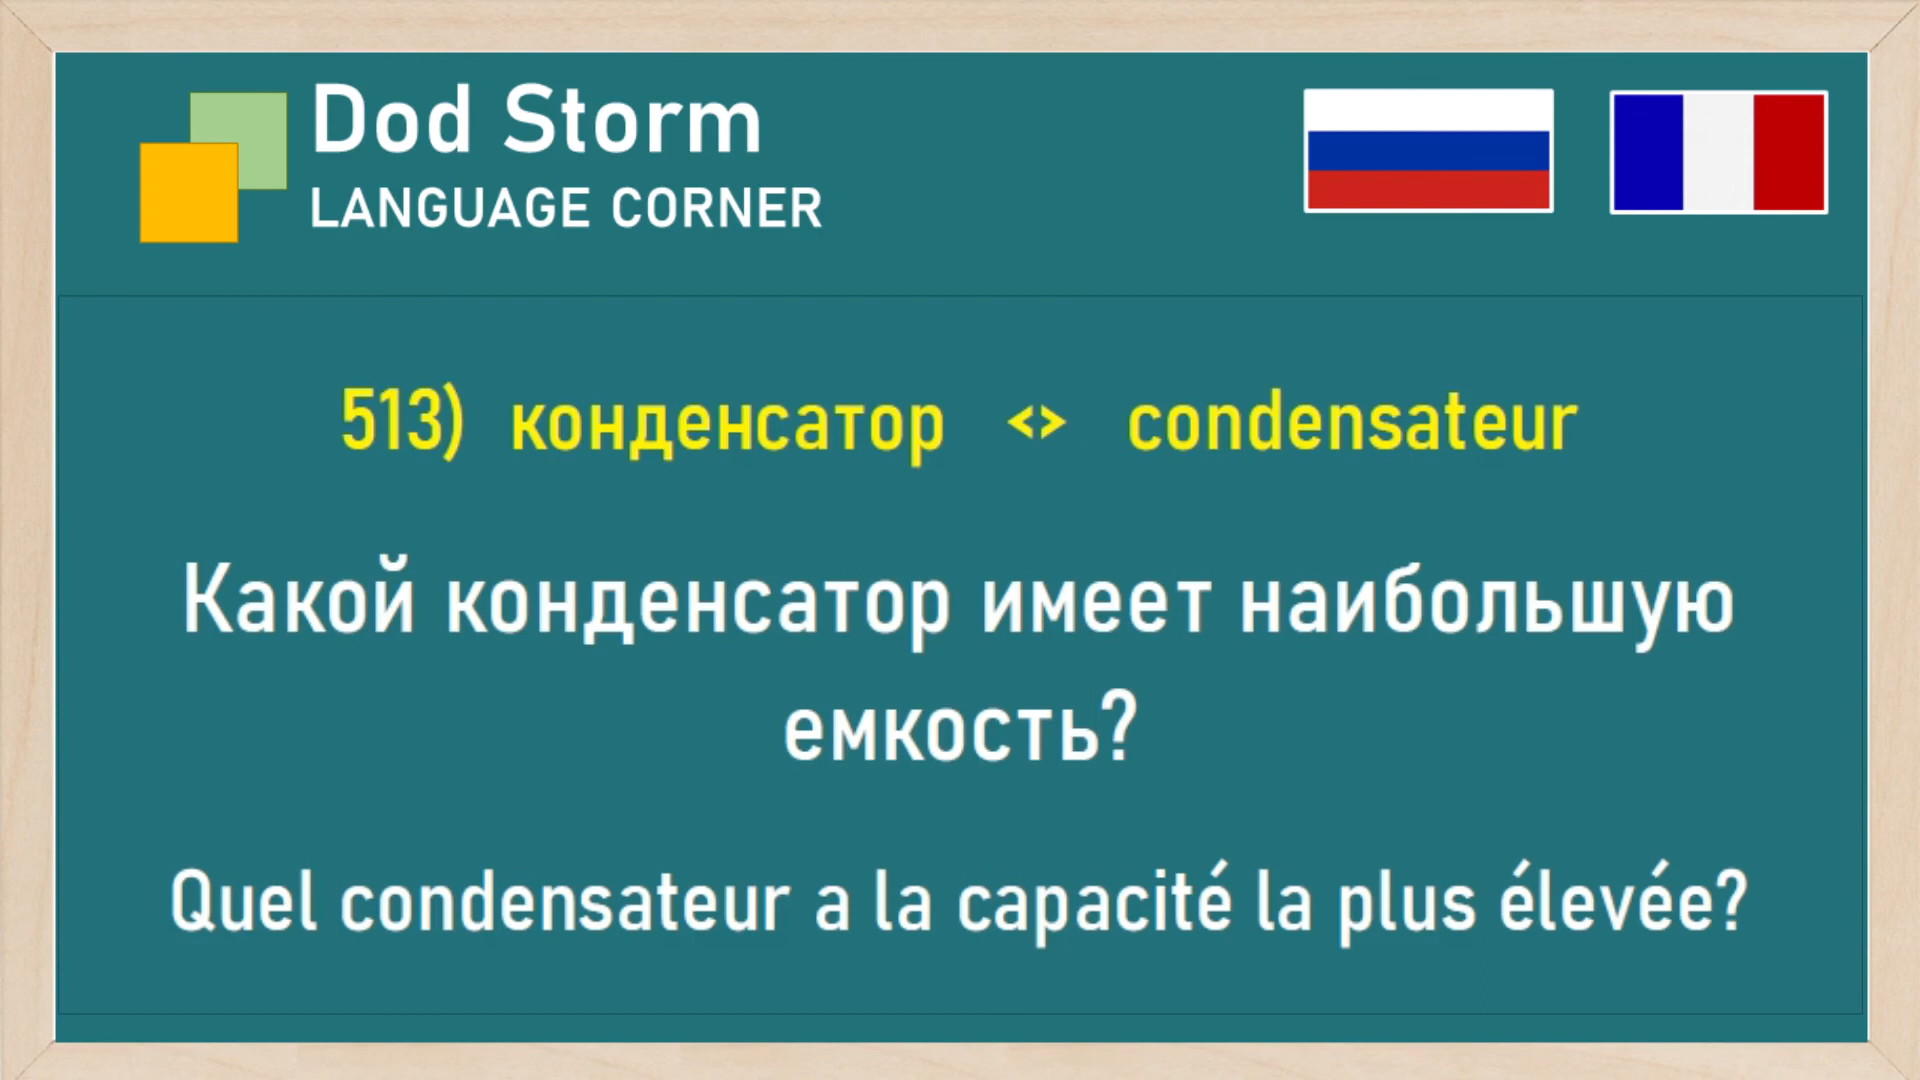 Dod Storm
LANGUAGE CORNER
513) конденсатор <> condensateur
Какой конденсатор имеет наибольшую
емкость?
Quel condensateur a la capacité la plus élevée?